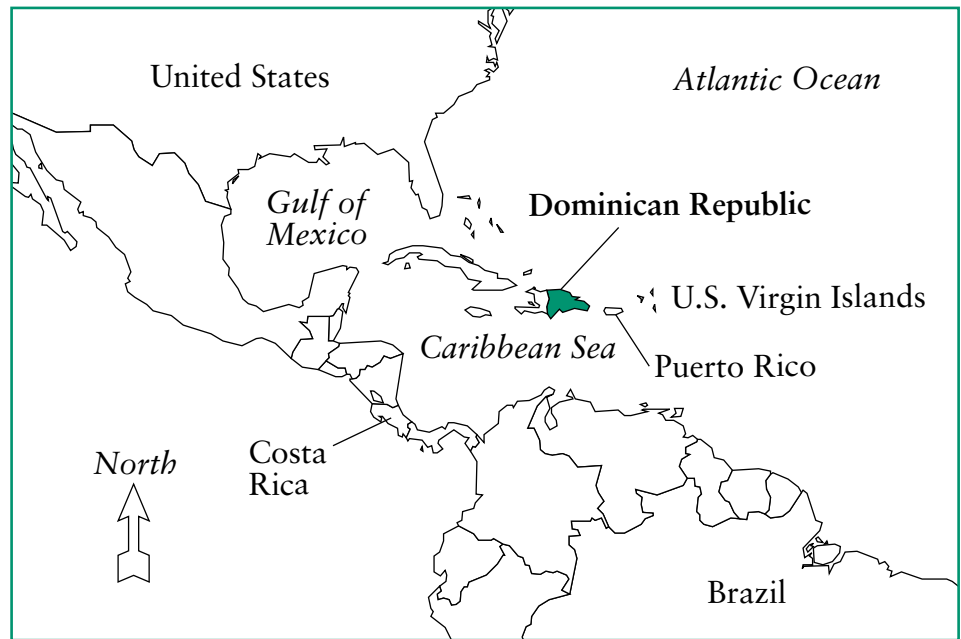 United States
Atlantic Ocean
Gulf of
Mexico
Dominican Republic
U.S. Virgin Islands
Caribbean Sea
Puerto Rico
Costa
Rica
North
Brazil